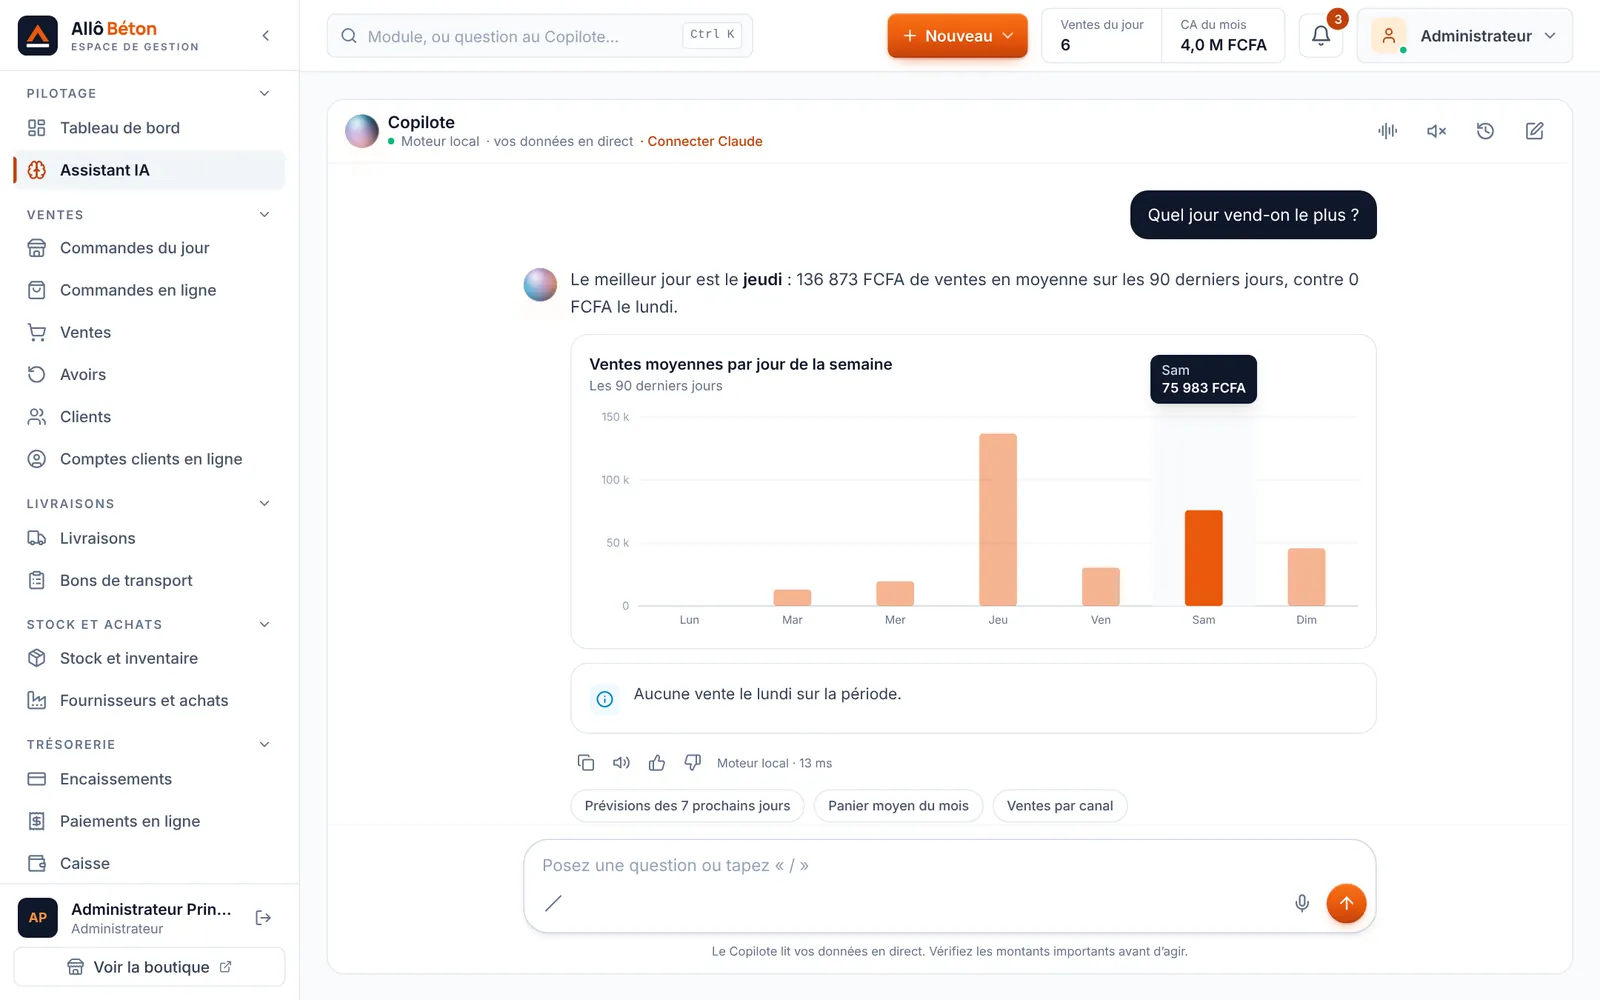 Allô Béton
ESPACE DE GESTION
Module, ou question au Copilote...
Ctrl K
+ Nouveau
Ventes du jour
6
CA du mois
4,0 M FCFA
3
Administrateur
PILOTAGE
Tableau de bord
Assistant IA
VENTES
Commandes du jour
Commandes en ligne
Ventes
Avoirs
Clients
Comptes clients en ligne
LIVRAISONS
Livraisons
Bons de transport
STOCK ET ACHATS
Stock et inventaire
Fournisseurs et achats
TRÉSORERIE
Encaissements
Paiements en ligne
Caisse
AP
Administrateur Prin...
Administrateur
Voir la boutique
Copilote
Moteur local · vos données en direct · Connecter Claude
Quel jour vend-on le plus ?
Le meilleur jour est le jeudi : 136 873 FCFA de ventes en moyenne sur les 90 derniers jours, contre 0
FCFA le lundi.
Ventes moyennes par jour de la semaine
Les 90 derniers jours
Sam
75 983 FCFA
150 k
100 k
50 k
0
Lun Mar Mer Jeu Ven Sam Dim
Aucune vente le lundi sur la période.
Moteur local · 13 ms
Prévisions des 7 prochains jours
Panier moyen du mois
Ventes par canal
Posez une question ou tapez « / »
Le Copilote lit vos données en direct. Vérifiez les montants importants avant d’agir.